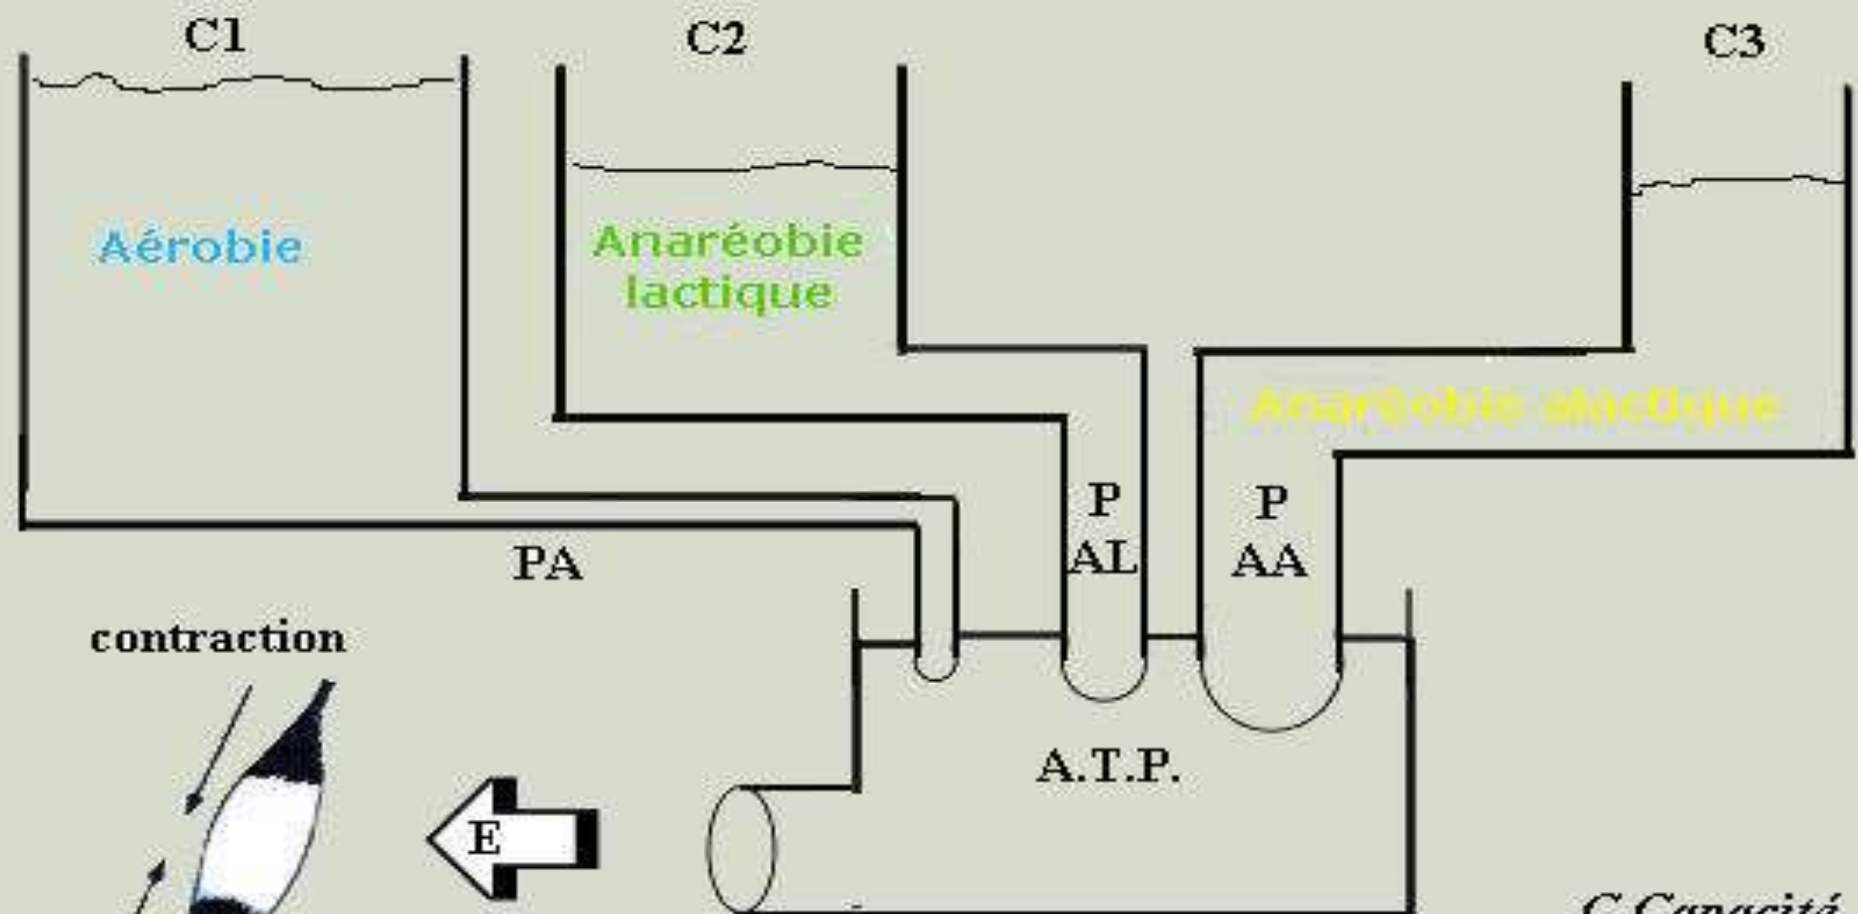 C1
C2
C3
Aérobie
Anaréobie
lactique
Anaréobie alactique
P
AL
P
AA
PA
contraction
A.T.P.
E
C Capacité